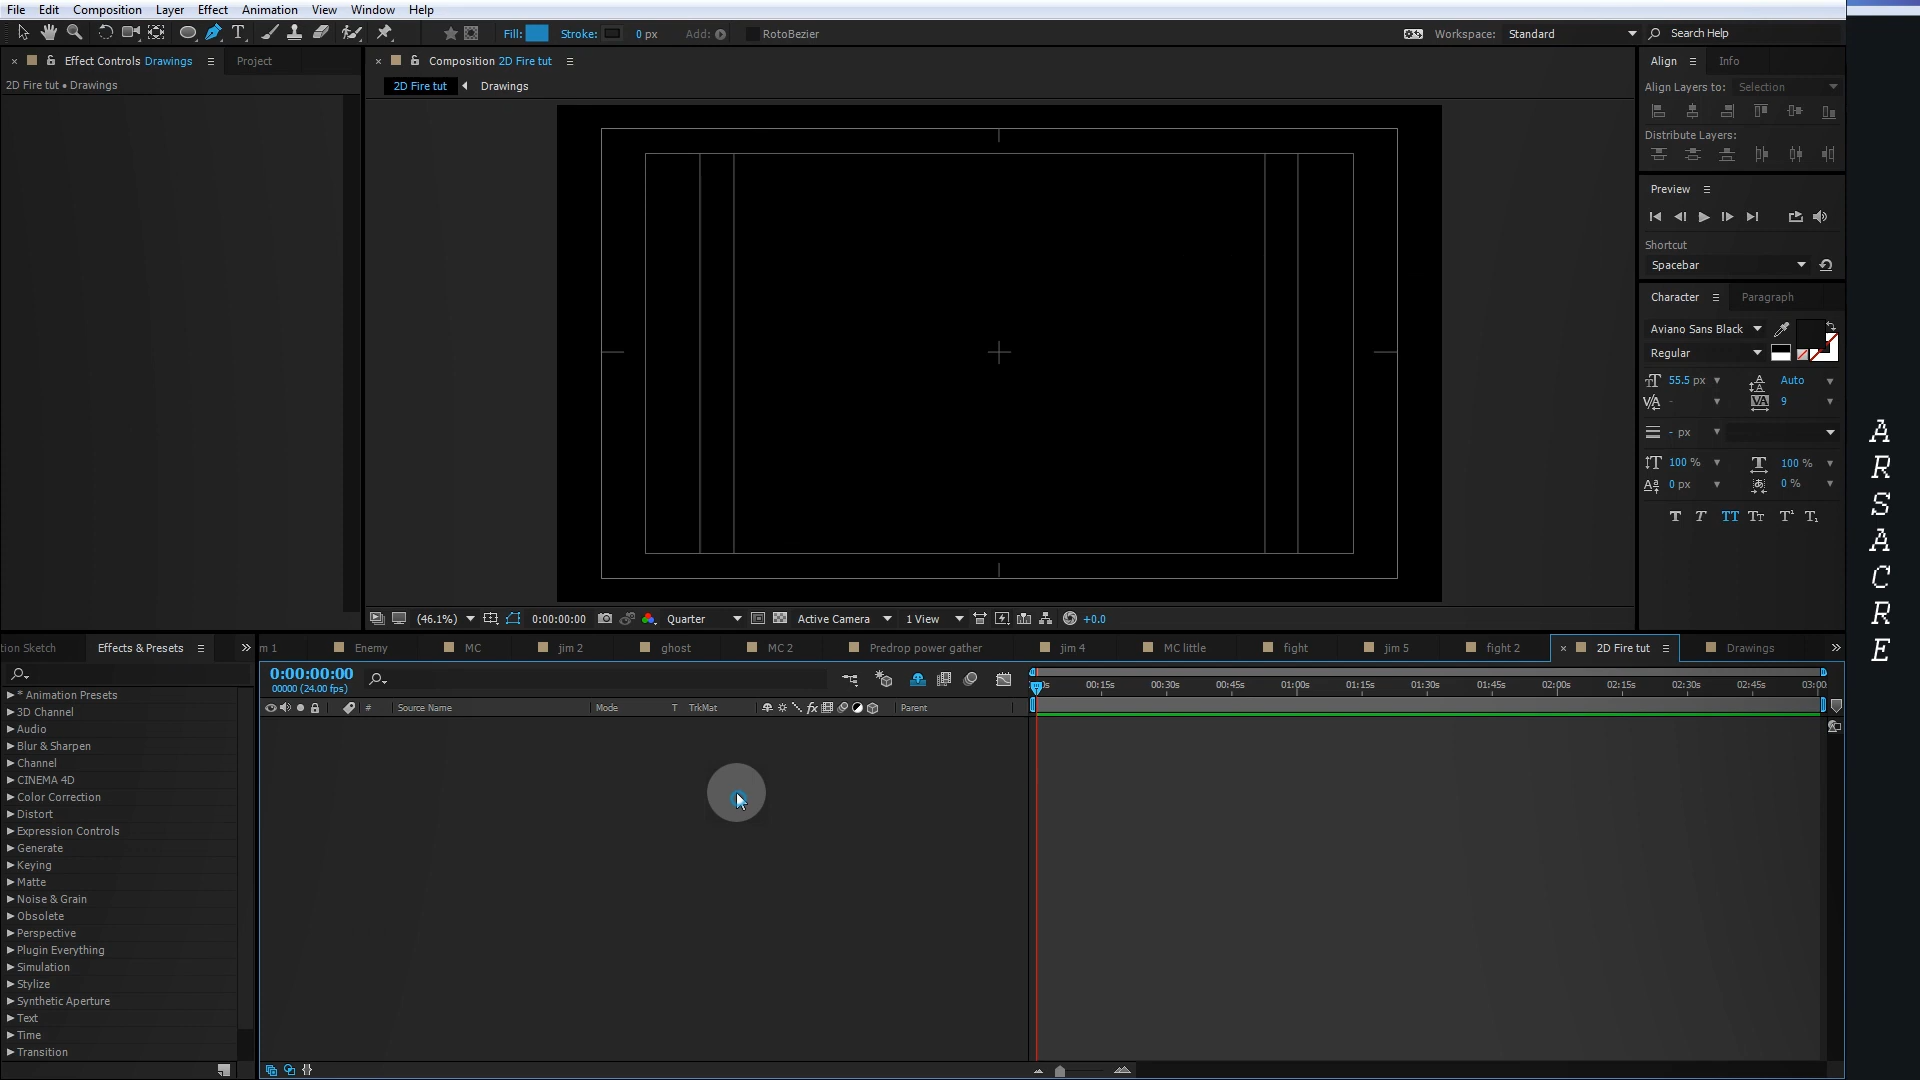 File Edit Composition Layer Effect Animation View Window Help
Fill: Stroke: 0 px Add: RotoBezier Workspace: Standard Search Help
Effect Controls Drawings Project
2D Fire tut • Drawings
Composition 2D Fire tut
2D Fire tut Drawings
(46.1%) 0:00:00:00 Quarter Active Camera 1 View +0.0
Align Info
Align Layers to: Selection
Distribute Layers:
Preview
Shortcut
Spacebar
Character Paragraph
Aviano Sans Black
Regular
55.5 px Auto
- 9
- px
100 % 100 %
0 px 0 %
T T TT Tt T¹ T₁
tion Sketch Effects & Presets
* Animation Presets
3D Channel
Audio
Blur & Sharpen
Channel
CINEMA 4D
Color Correction
Distort
Expression Controls
Generate
Keying
Matte
Noise & Grain
Obsolete
Perspective
Plugin Everything
Simulation
Stylize
Synthetic Aperture
Text
Time
Transition
m 1 Enemy MC jim 2 ghost MC 2 Predrop power gather jim 4 MC little fight jim 5 fight 2 2D Fire tut Drawings
0:00:00:00
00000 (24.00 fps)
# Source Name Mode T TrkMat fx Parent
00:15s 00:30s 00:45s 01:00s 01:15s 01:30s 01:45s 02:00s 02:15s 02:30s 02:45s 03:00
A
R
S
A
C
R
E